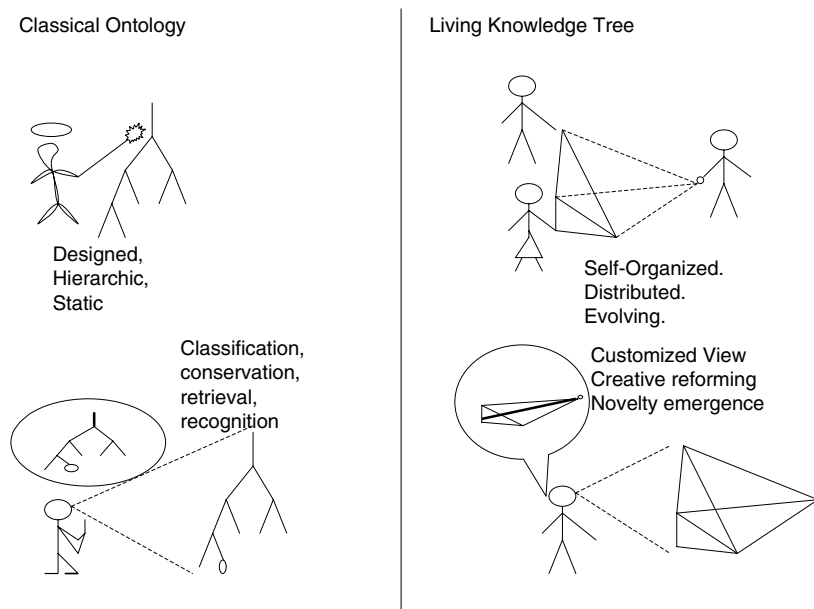 Classical Ontology
Designed,
Hierarchic,
Static
Classification,
conservation,
retrieval,
recognition
Living Knowledge Tree
Self-Organized.
Distributed.
Evolving.
Customized View
Creative reforming
Novelty emergence